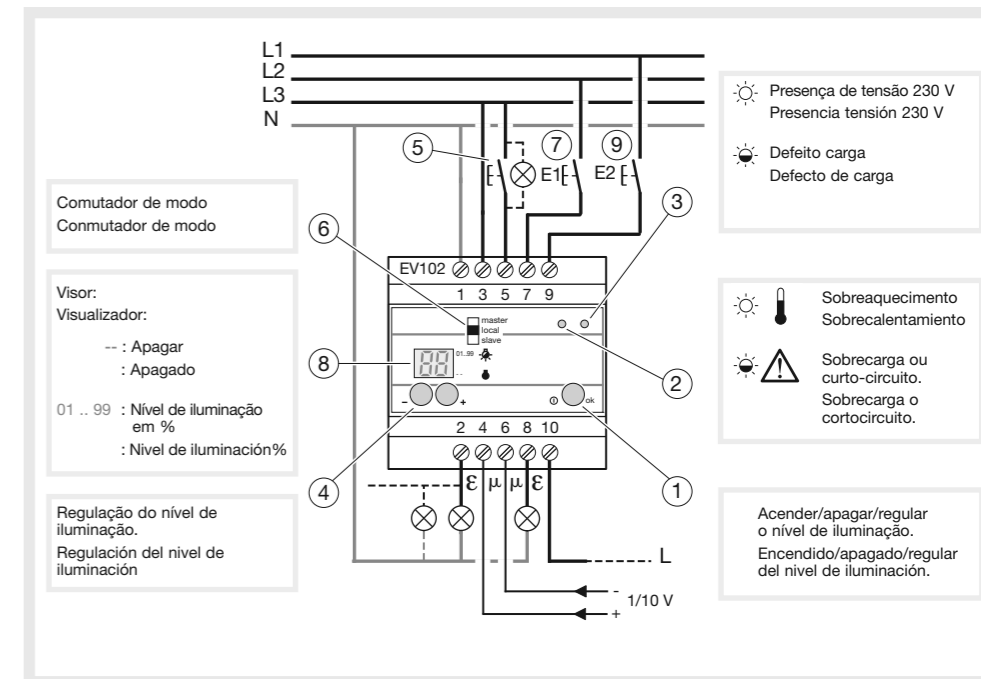 L1
L2
L3
N
5
7
9
E1
E2
3
6
EV102
1 3 5 7 9
master
local
slave
8
88
01..99
--
2
- +
ok
2 4 6 8 10
4
ε μ μ ε
1
L
-
+
1/10 V
Comutador de modo
Conmutador de modo
Visor:
Visualizador:
-- : Apagar
: Apagado
01 .. 99 : Nível de iluminação
em %
: Nivel de iluminación%
Regulação do nível de
iluminação.
Regulación del nivel de
iluminación
Presença de tensão 230 V
Presencia tensión 230 V
Defeito carga
Defecto de carga
Sobreaquecimento
Sobrecalentamiento
Sobrecarga ou
curto-circuito.
Sobrecarga o
cortocircuito.
Acender/apagar/regular
o nível de iluminação.
Encendido/apagado/regular
del nivel de iluminación.